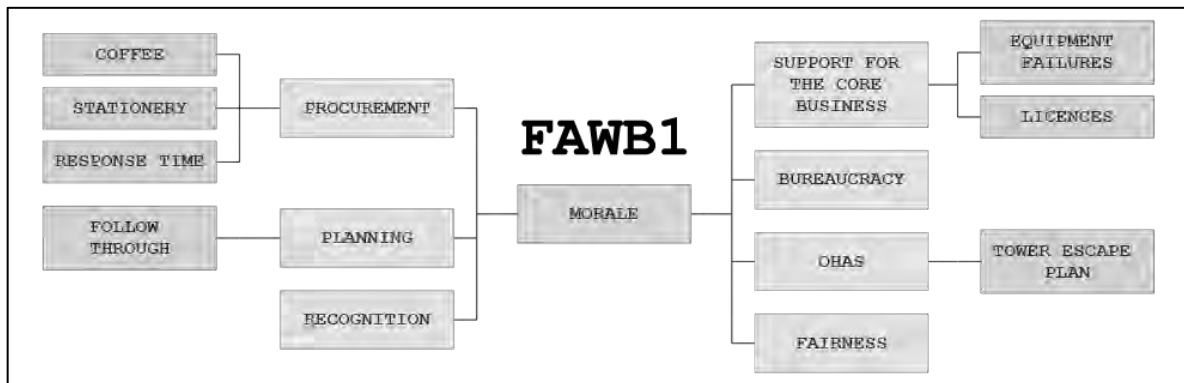 COFFEE
STATIONERY
RESPONSE TIME
FOLLOW
THROUGH
PROCUREMENT
PLANNING
RECOGNITION
FAWB1
MORALE
SUPPORT FOR
THE CORE
BUSINESS
BUREAUCRACY
OHAS
FAIRNESS
EQUIPMENT
FAILURES
LICENCES
TOWER ESCAPE
PLAN